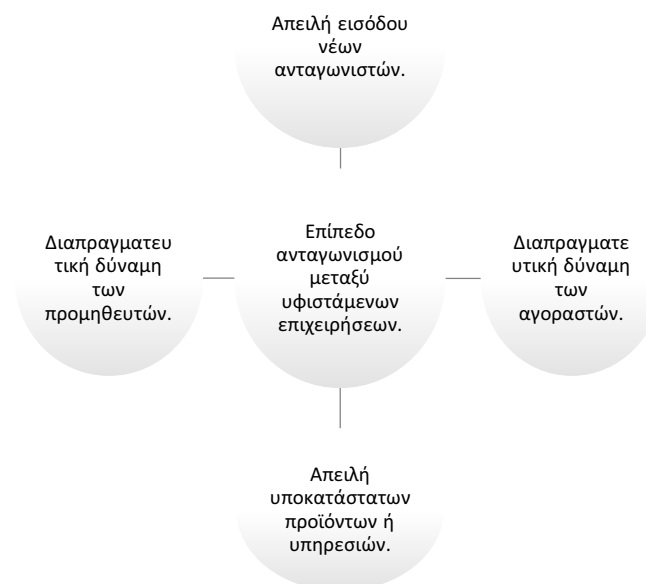 Απειλή εισόδου
νέων
ανταγωνιστών.
Διαπραγματευ
τική δύναμη
των
προμηθευτών.
Επίπεδο
ανταγωνισμού
μεταξύ
υφιστάμενων
επιχειρήσεων.
Διαπραγματε
υτική δύναμη
των
αγοραστών.
Απειλή
υποκατάστατων
προϊόντων ή
υπηρεσιών.